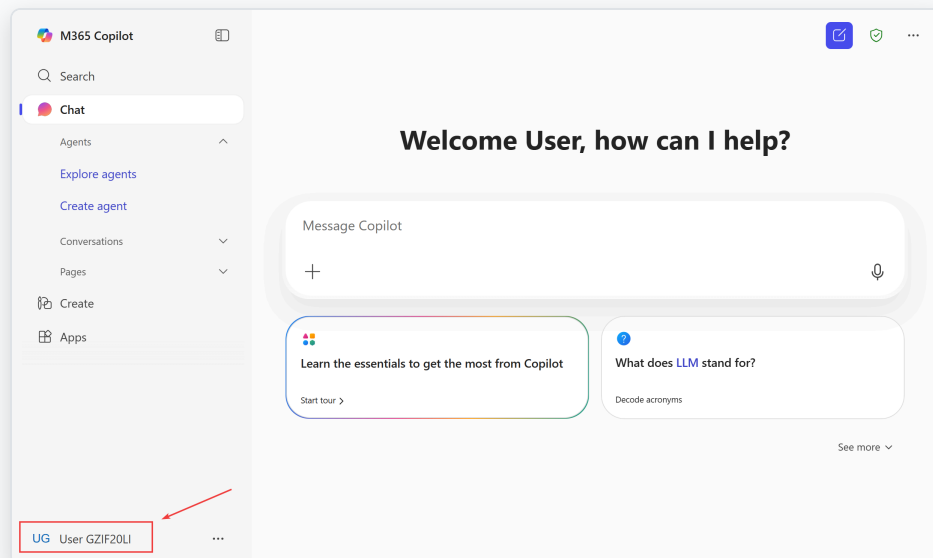 M365 Copilot
Search
Chat
Agents
Explore agents
Create agent
Conversations
Pages
Create
Apps
UG User GZIF20LI
Welcome User, how can I help?
Message Copilot
Learn the essentials to get the most from Copilot
Start tour
What does LLM stand for?
Decode acronyms
See more